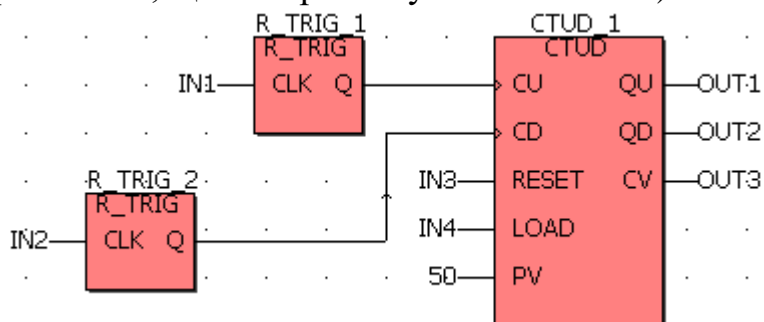 R_TRIG_1
R_TRIG
IN1 CLK Q
CTUD_1
CTUD
CU QU OUT1
CD QD OUT2
IN3 RESET CV OUT3
IN4 LOAD
50 PV
R_TRIG_2
R_TRIG
IN2 CLK Q